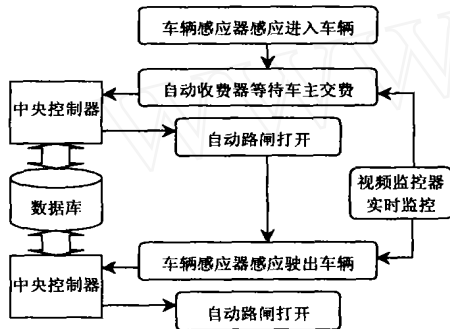 车辆感应器感应进入车辆
自动收费器等待车主交费
中央控制器
自动路闸打开
视频监控器
实时监控
数据库
车辆感应器感应驶出车辆
中央控制器
自动路闸打开